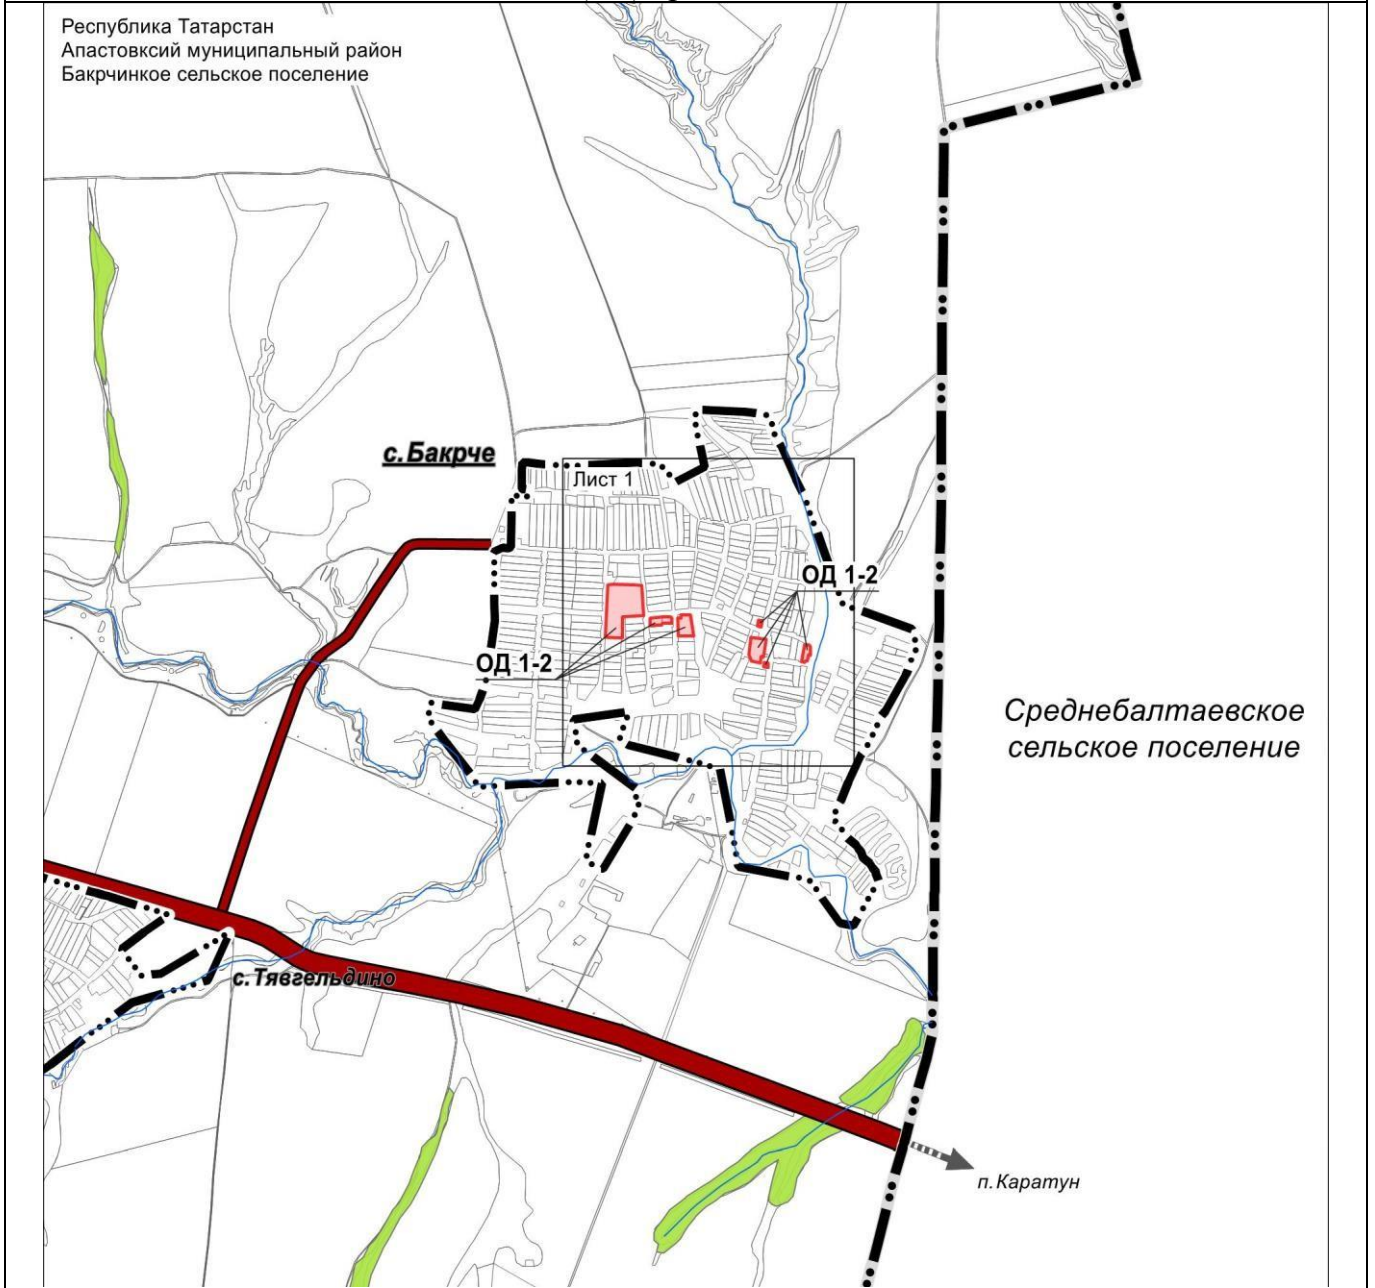 Республика Татарстан
Апастовксий муниципальный район
Бакрчинкое сельское поселение
с.Бакрче
Лист 1
ОД 1-2
ОД 1-2
Среднебалтаевское
сельское поселение
с.Тявгельдино
п.Каратун